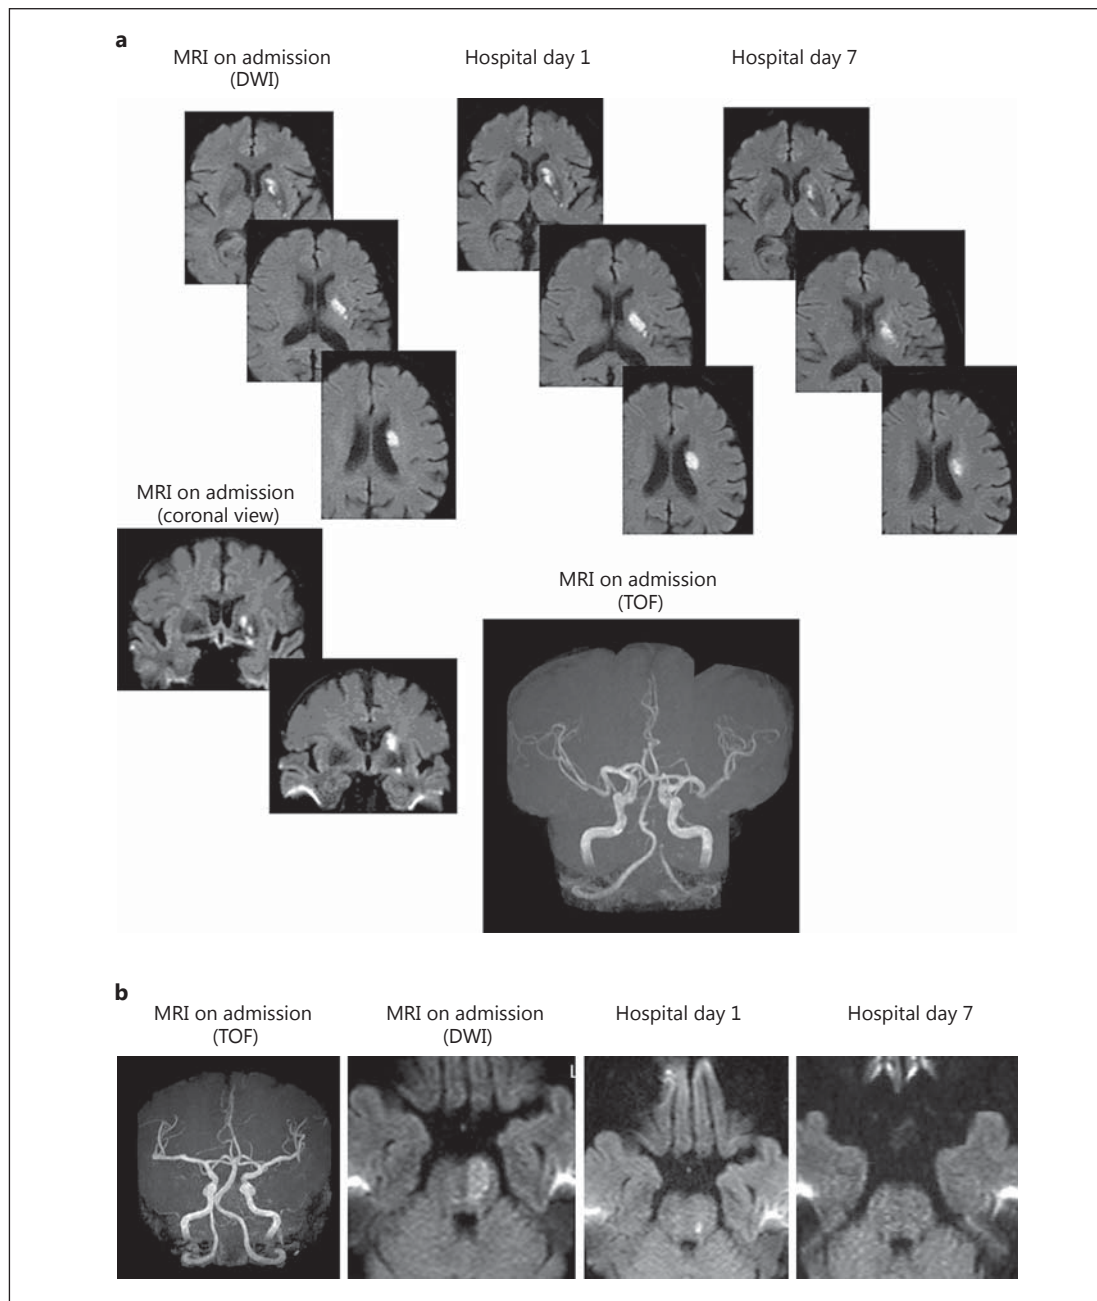 a
MRI on admission
(DWI)
Hospital day 1
Hospital day 7
MRI on admission
(coronal view)
MRI on admission
(TOF)
b
MRI on admission
(TOF)
MRI on admission
(DWI)
Hospital day 1
Hospital day 7
L